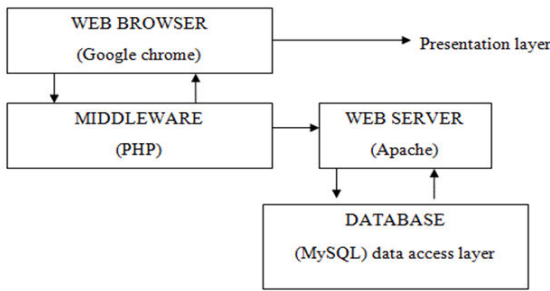 WEB BROWSER
(Google chrome)
Presentation layer
MIDDLEWARE
(PHP)
WEB SERVER
(Apache)
DATABASE
(MySQL) data access layer